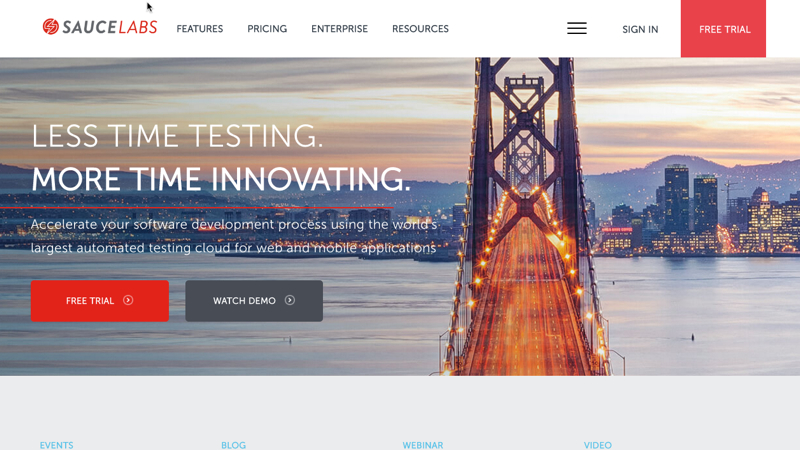 SAUCELABS FEATURES PRICING ENTERPRISE RESOURCES SIGN IN FREE TRIAL
LESS TIME TESTING.
MORE TIME INNOVATING.
Accelerate your software development process using the world's
largest automated testing cloud for web and mobile applications
FREE TRIAL WATCH DEMO
EVENTS BLOG WEBINAR VIDEO